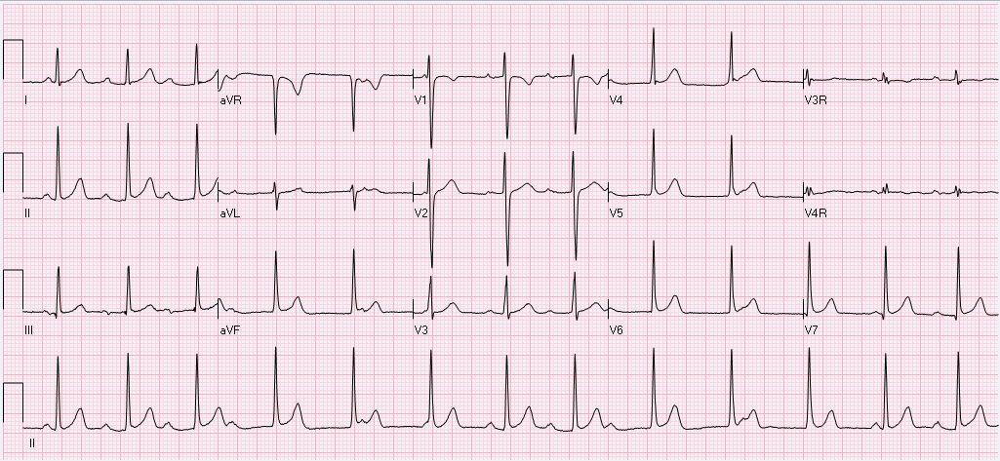 I aVR V1 V4 V3R
II aVL V2 V5 V4R
III aVF V3 V6 V7
II